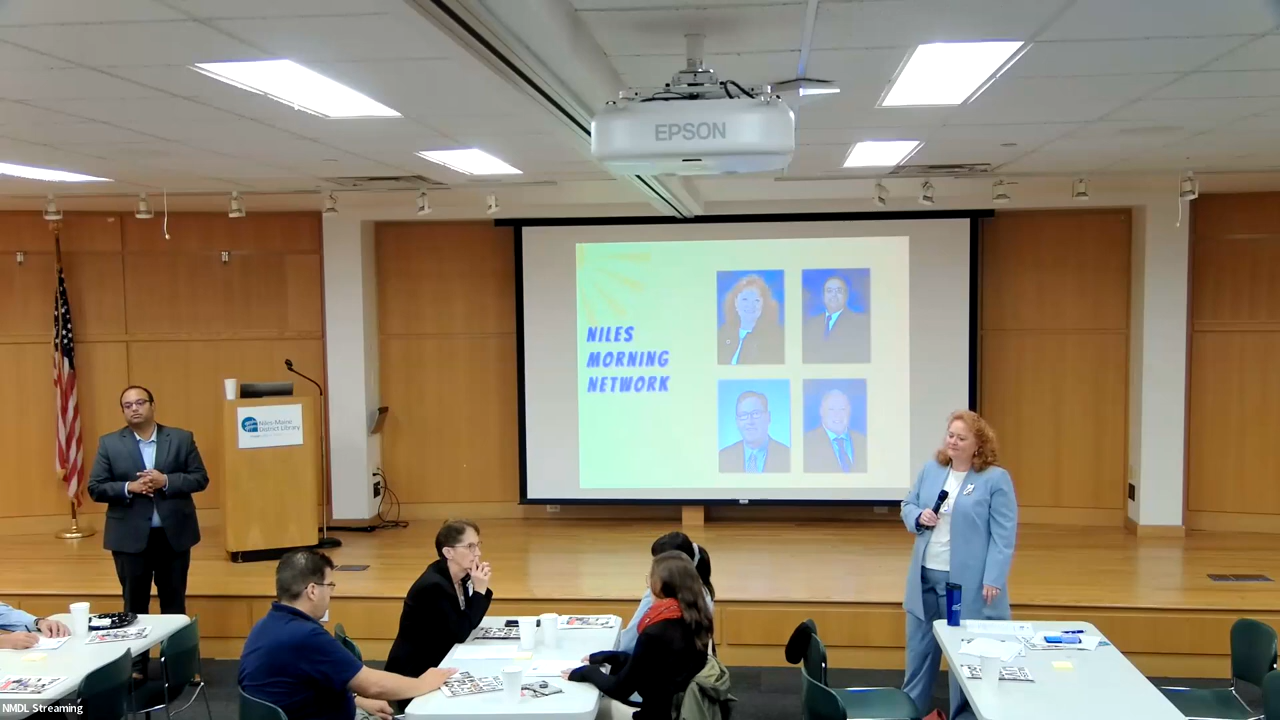 EPSON
NILES
MORNING
NETWORK
Niles-Maine
District Library
NMDL Streaming